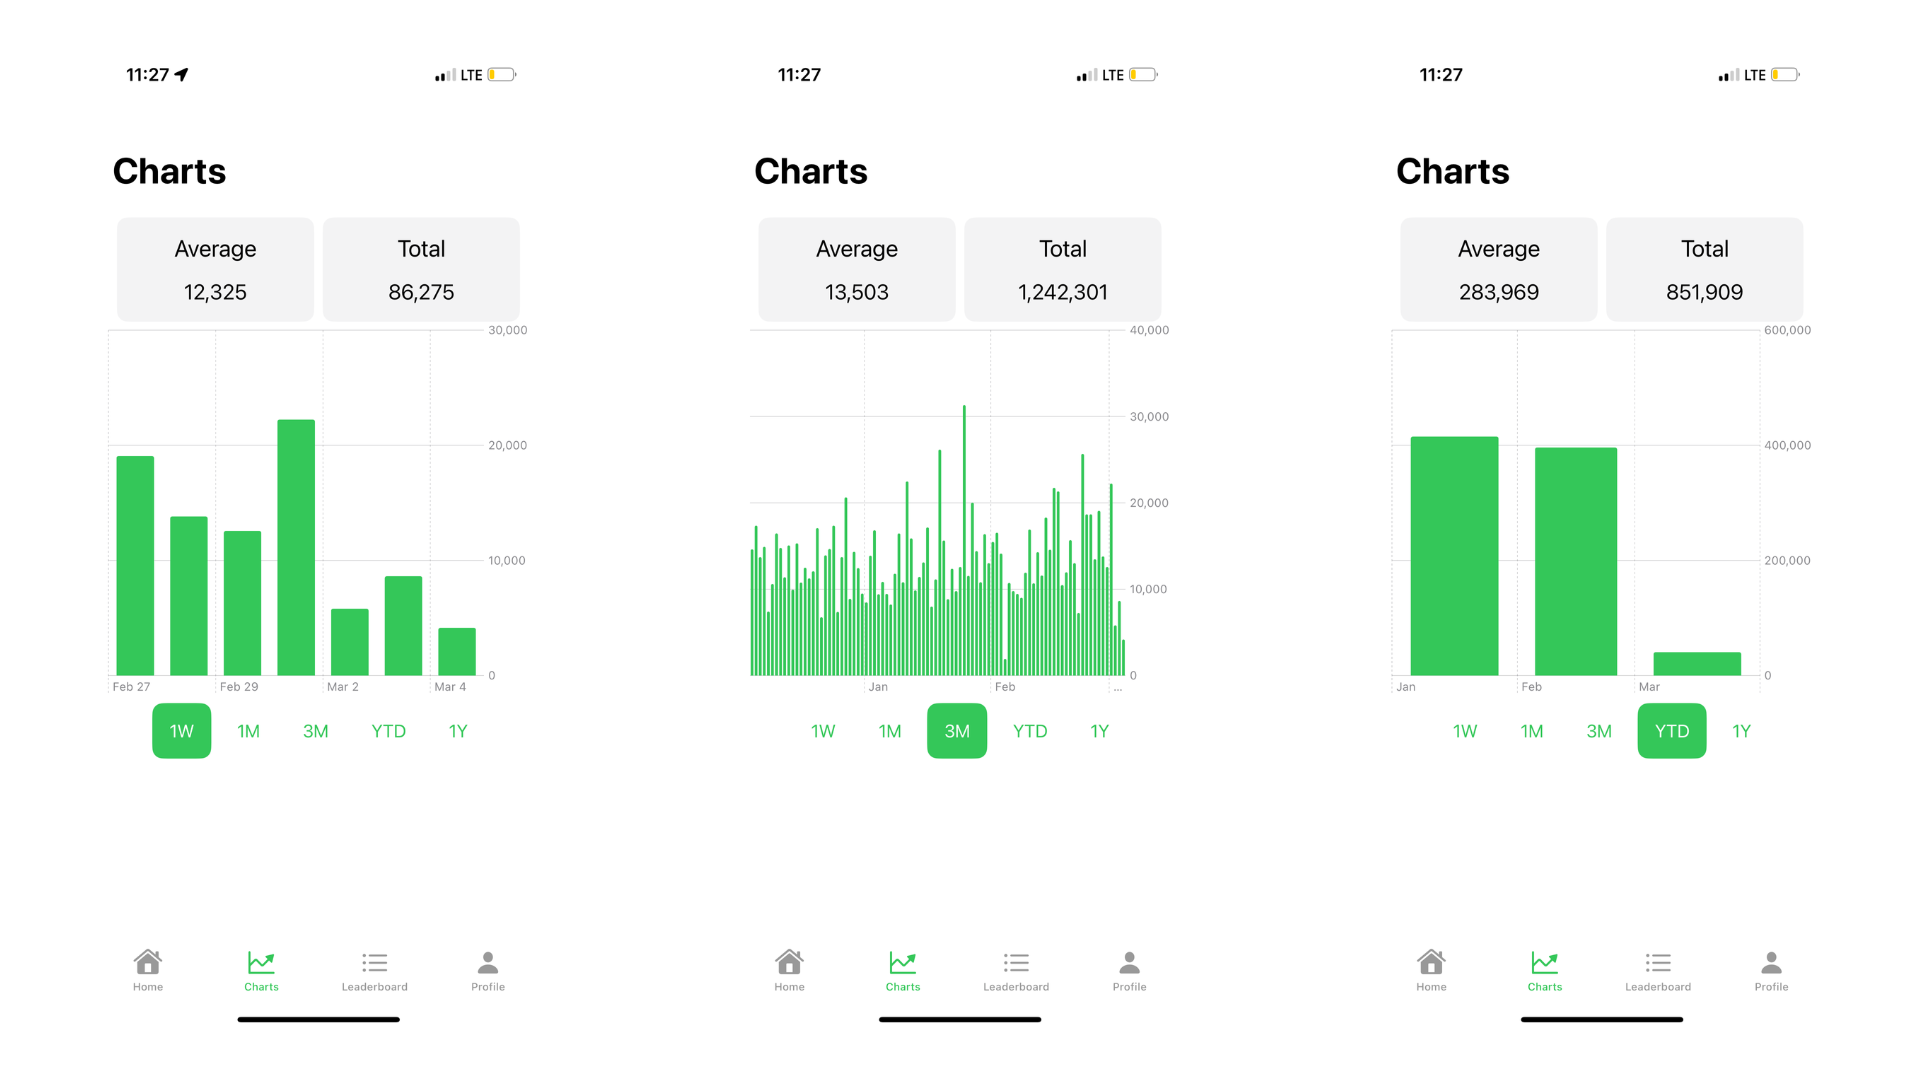 11:27
LTE
Charts
Average
Total
12,325
86,275
30,000
20,000
10,000
0
Feb 27
Feb 29
Mar 2
Mar 4
1W
1M
3M
YTD
1Y
Home
Charts
Leaderboard
Profile
11:27
LTE
Charts
Average
Total
13,503
1,242,301
40,000
30,000
20,000
10,000
0
Jan
Feb
...
1W
1M
3M
YTD
1Y
Home
Charts
Leaderboard
Profile
11:27
LTE
Charts
Average
Total
283,969
851,909
600,000
400,000
200,000
0
Jan
Feb
Mar
1W
1M
3M
YTD
1Y
Home
Charts
Leaderboard
Profile